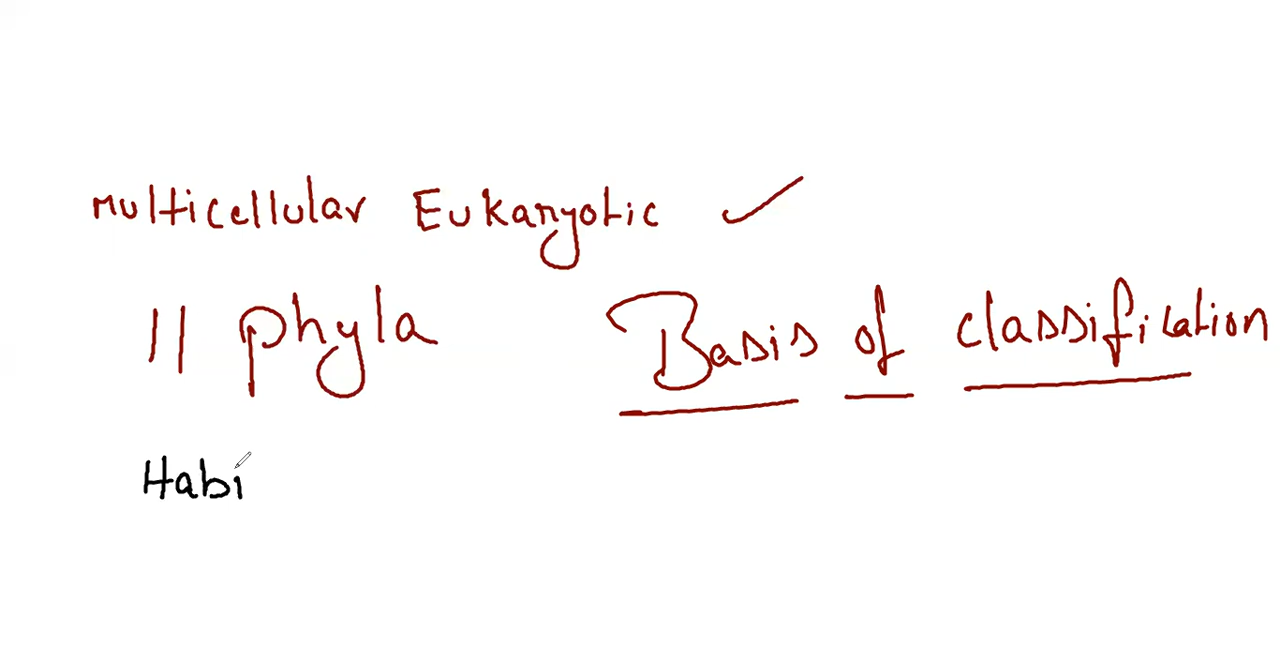 Multicellular Eukaryotic
11 phyla Basis of classification
Habi